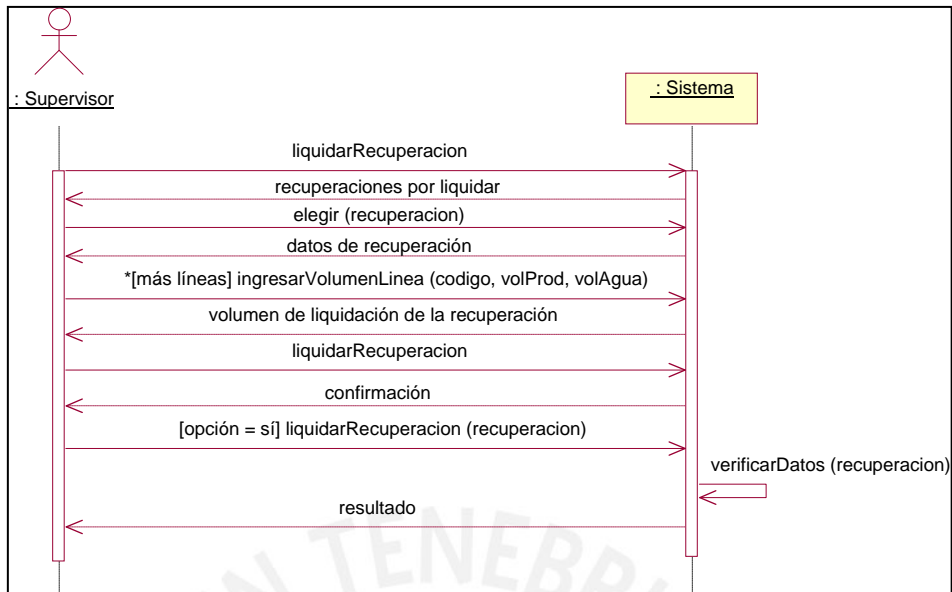 : Supervisor
: Sistema
liquidarRecuperacion
recuperaciones por liquidar
elegir (recuperacion)
datos de recuperación
*[más líneas] ingresarVolumenLinea (codigo, volProd, volAgua)
volumen de liquidación de la recuperación
liquidarRecuperacion
confirmación
[opción = sí] liquidarRecuperacion (recuperacion)
verificarDatos (recuperacion)
resultado
TENEB